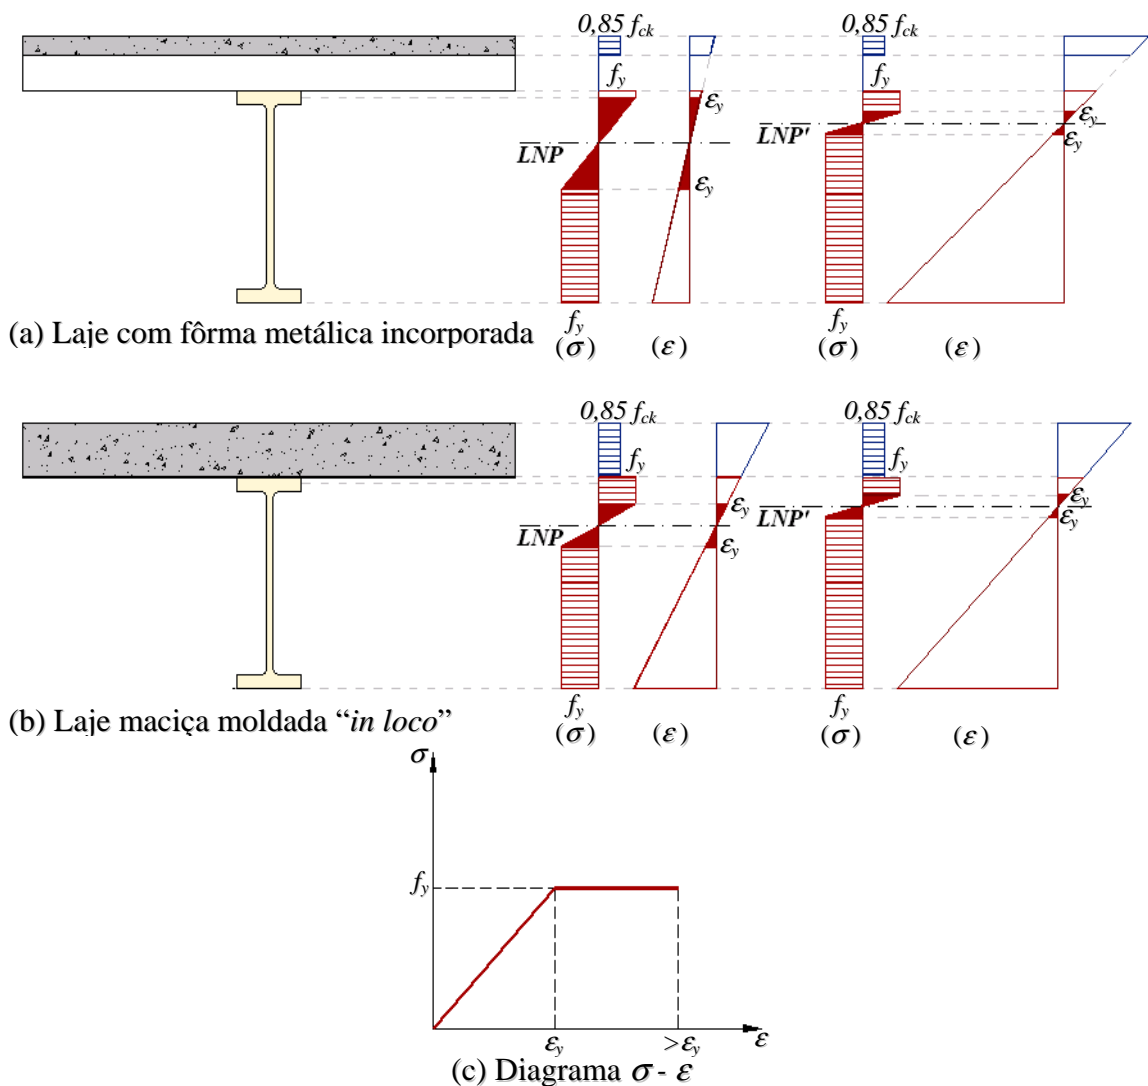 0,85 f_ck 0,85 f_ck
f_y f_y
ε_y ε_y
LNP LNP'
ε_y ε_y
f_y f_y
(a) Laje com fôrma metálica incorporada
(σ) (ε) (σ) (ε)
0,85 f_ck 0,85 f_ck
f_y f_y
ε_y ε_y
LNP LNP'
ε_y ε_y
f_y f_y
(b) Laje maciça moldada “in loco”
(σ) (ε) (σ) (ε)
σ
f_y
ε_y >ε_y ε
(c) Diagrama σ - ε